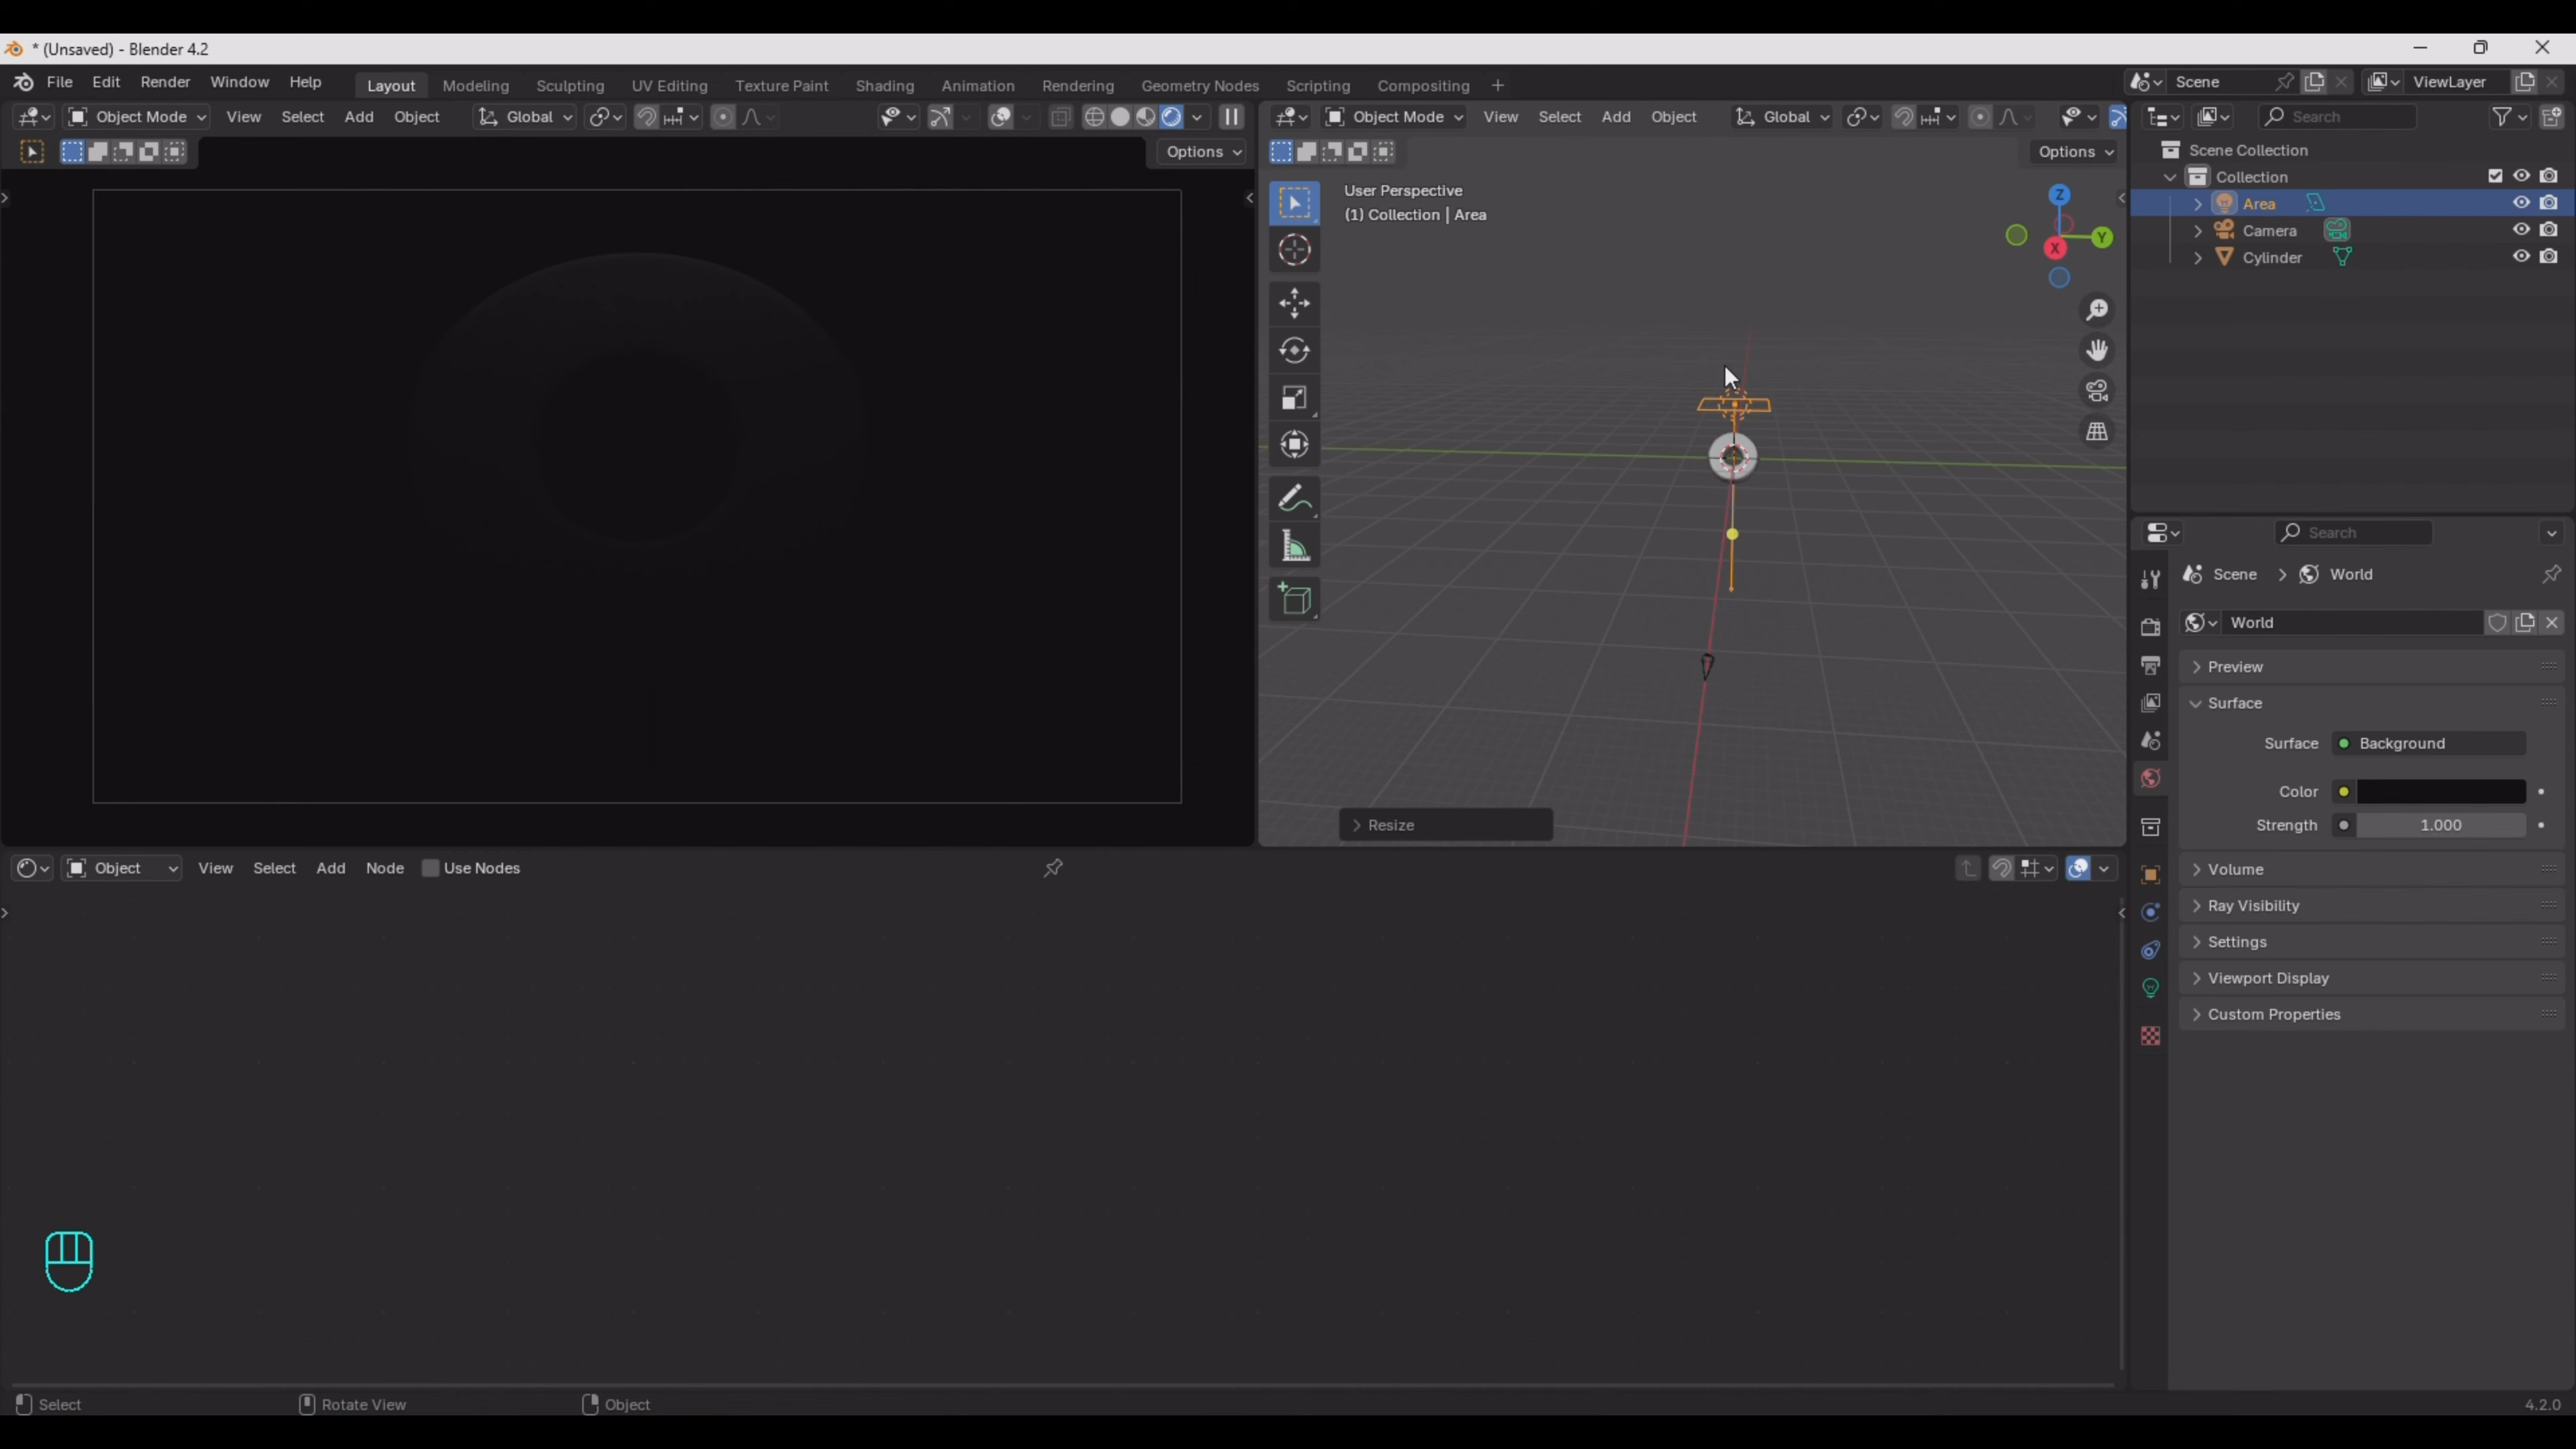 * (Unsaved) - Blender 4.2
File Edit Render Window Help Layout Modeling Sculpting UV Editing Texture Paint Shading Animation Rendering Geometry Nodes Scripting Compositing + Scene ViewLayer
Object Mode View Select Add Object Global
Options
Object Mode View Select Add Object Global
Options
User Perspective
(1) Collection | Area
Z
Y
X
Resize
Search
Scene Collection
Collection
Area
Camera
Cylinder
Search
Scene > World
World
Preview
Surface
Surface Background
Color
Strength 1.000
Volume
Ray Visibility
Settings
Viewport Display
Custom Properties
Object View Select Add Node Use Nodes
Select Rotate View Object 4.2.0